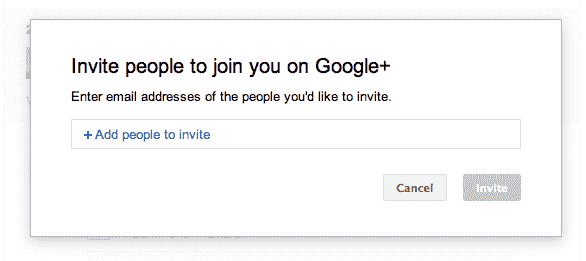 Invite people to join you on Google+
Enter email addresses of the people you'd like to invite.
+ Add people to invite
Cancel
Invite